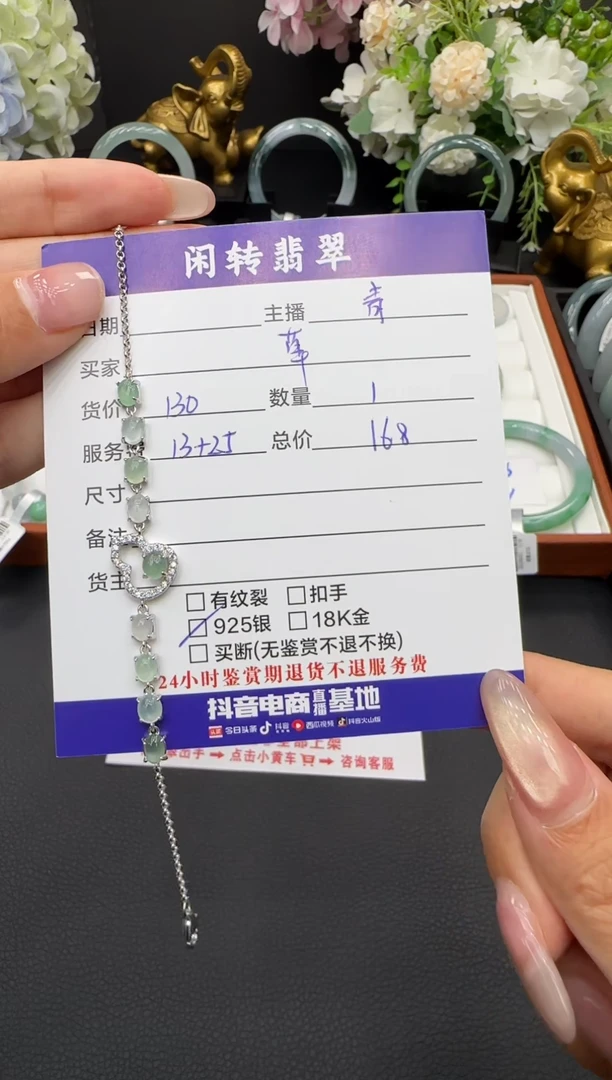 闲转翡翠
日期 主播 青
买家 苹
货价 130 数量 1
服务 13+25 总价 168
尺寸
备注
货主
□有纹裂 □扣手
□925银 □18K金
□买断(无鉴赏不退不换)
24小时鉴赏期退货不退服务费
抖音电商直播基地
头条 今日头条 抖音 西瓜视频 抖音火山版
点击小黄车 咨询客服